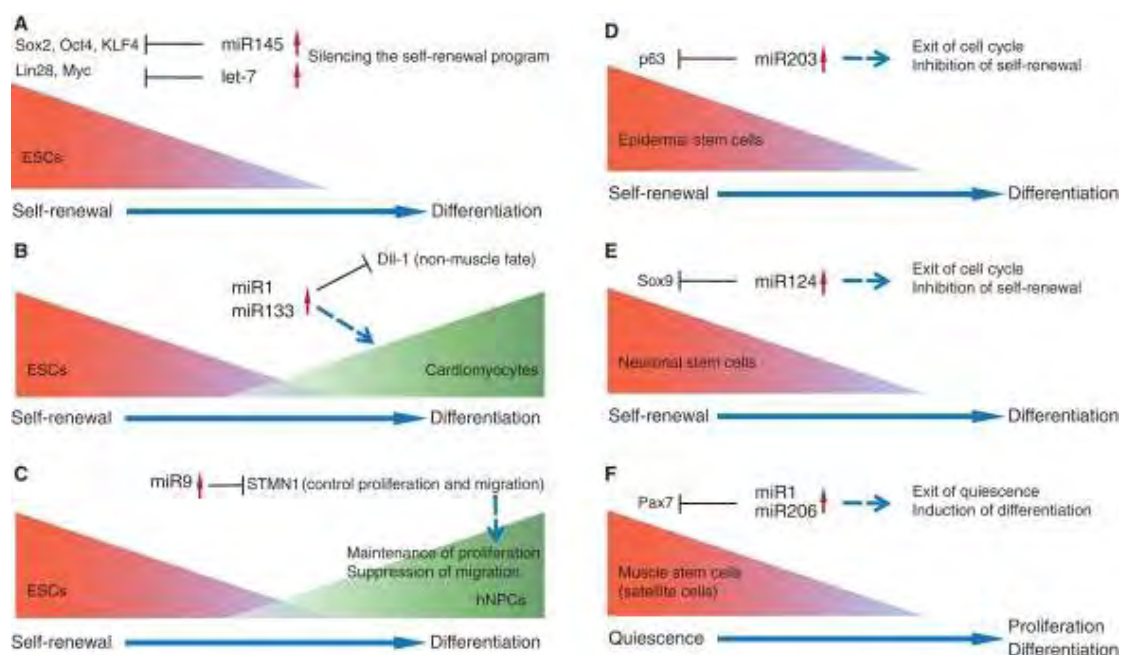 A
Sox2, Oct4, KLF4
miR145
Silencing the self-renewal program
Lin28, Myc
let-7
ESCs
Self-renewal
Differentiation
B
Dll-1 (non-muscle fate)
miR1
miR133
ESCs
Cardiomyocytes
Self-renewal
Differentiation
C
miR9
STMN1(control proliferation and migration)
Maintenance of proliferation
Suppression of migration
ESCs
hNPCs
Self-renewal
Differentiation
D
p63
miR203
Exit of cell cycle
Inhibition of self-renewal
Epidermal stem cells
Self-renewal
Differentiation
E
Sox9
miR124
Exit of cell cycle
Inhibition of self-renewal
Neuronal stem cells
Self-renewal
Differentiation
F
Pax7
miR1
miR206
Exit of quiescence
Induction of differentiation
Muscle stem cells
(satellite cells)
Quiescence
Proliferation
Differentiation